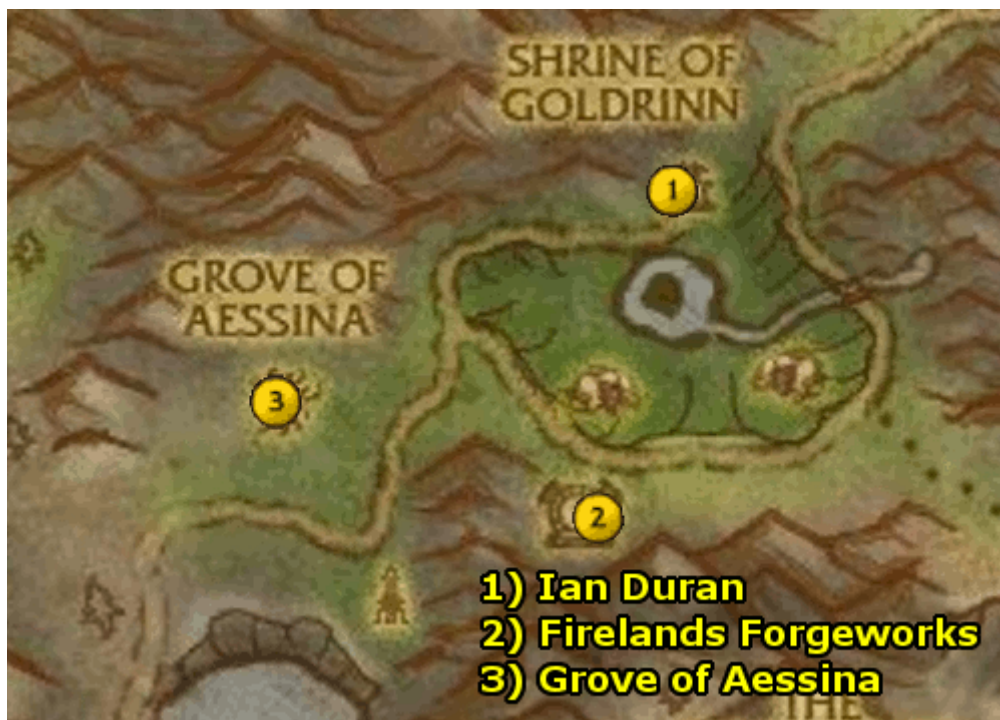 SHRINE OF
GOLDRINN
1
GROVE OF
AESSINA
3
2
1) Ian Duran
2) Firelands Forgeworks
3) Grove of Aessina
THE